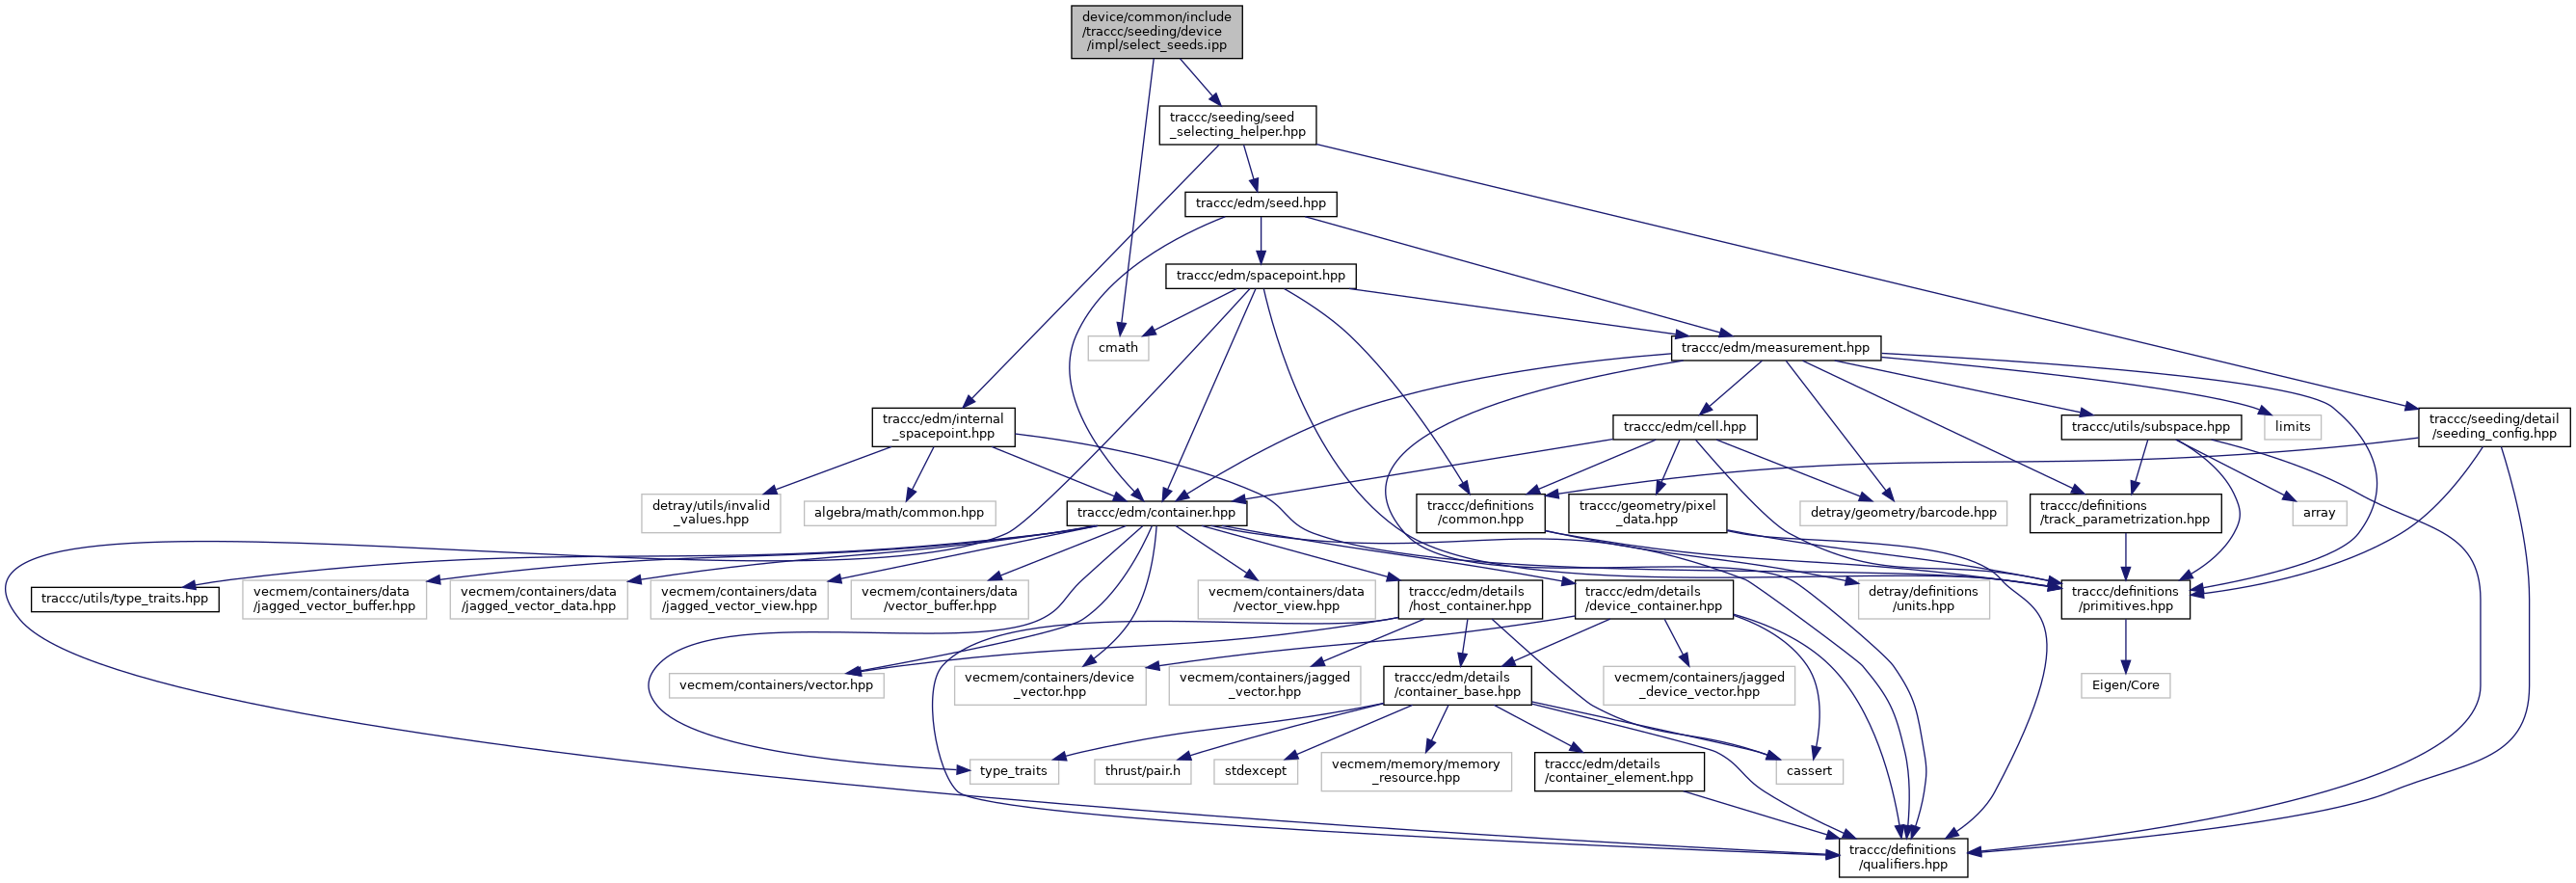 device/common/include
/traccc/seeding/device
/impl/select_seeds.ipp
traccc/seeding/seed
_selecting_helper.hpp
traccc/edm/seed.hpp
traccc/edm/spacepoint.hpp
cmath
traccc/edm/measurement.hpp
traccc/edm/internal
_spacepoint.hpp
traccc/edm/cell.hpp
traccc/utils/subspace.hpp
limits
traccc/seeding/detail
/seeding_config.hpp
detray/utils/invalid
_values.hpp
algebra/math/common.hpp
traccc/edm/container.hpp
traccc/definitions
/common.hpp
traccc/geometry/pixel
_data.hpp
detray/geometry/barcode.hpp
traccc/definitions
/track_parametrization.hpp
array
traccc/utils/type_traits.hpp
vecmem/containers/data
/jagged_vector_buffer.hpp
vecmem/containers/data
/jagged_vector_data.hpp
vecmem/containers/data
/jagged_vector_view.hpp
vecmem/containers/data
/vector_buffer.hpp
vecmem/containers/data
/vector_view.hpp
traccc/edm/details
/host_container.hpp
traccc/edm/details
/device_container.hpp
detray/definitions
/units.hpp
traccc/definitions
/primitives.hpp
vecmem/containers/vector.hpp
vecmem/containers/device
_vector.hpp
vecmem/containers/jagged
_vector.hpp
traccc/edm/details
/container_base.hpp
vecmem/containers/jagged
_device_vector.hpp
Eigen/Core
type_traits
thrust/pair.h
stdexcept
vecmem/memory/memory
_resource.hpp
traccc/edm/details
/container_element.hpp
cassert
traccc/definitions
/qualifiers.hpp